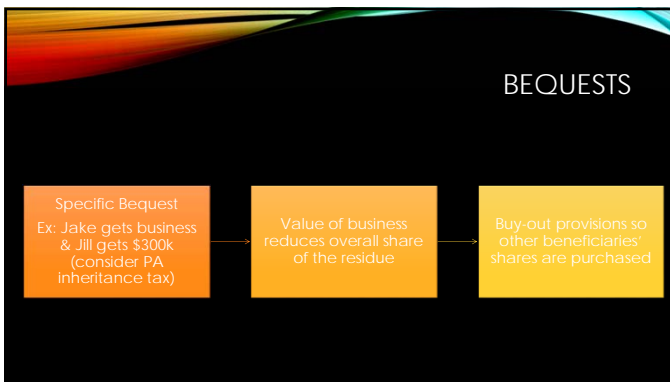 BEQUESTS
Specific Bequest
Ex: Jake gets business
& Jill gets $300k
(consider PA
inheritance tax)
Value of business
reduces overall share
of the residue
Buy-out provisions so
other beneficiaries'
shares are purchased